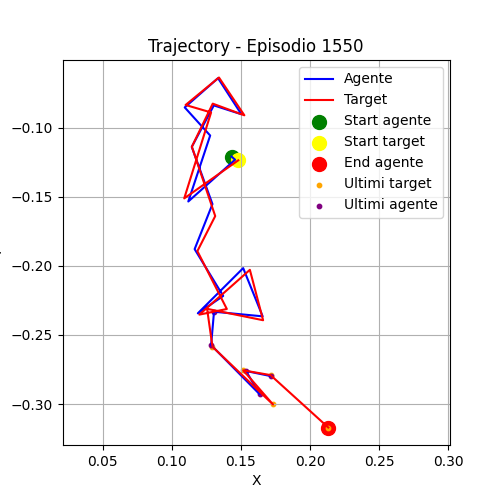 Trajectory - Episodio 1550
Agente
Target
Start agente
Start target
End agente
Ultimi target
Ultimi agente
−0.10
−0.15
−0.20
−0.25
−0.30
0.05 0.10 0.15 0.20 0.25 0.30
X